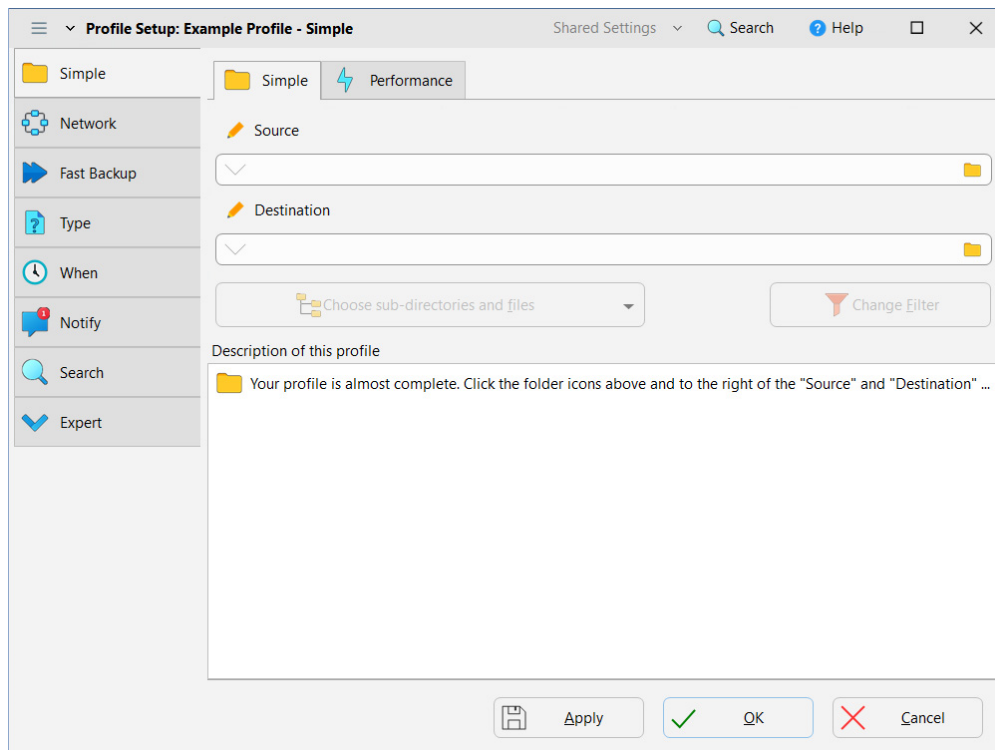 Profile Setup: Example Profile - Simple
Shared Settings
Search
Help
Simple
Network
Fast Backup
Type
When
1
Notify
Search
Expert
Simple
Performance
Source
Destination
Choose sub-directories and files
Change Filter
Description of this profile
Your profile is almost complete. Click the folder icons above and to the right of the "Source" and "Destination" ...
Apply
OK
Cancel